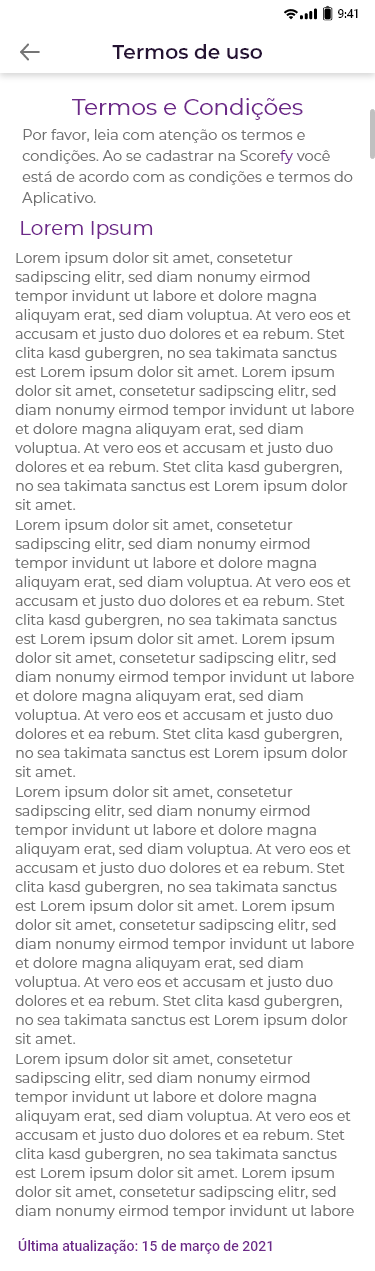 9:41
Termos de uso
Termos e Condições
Por favor, leia com atenção os termos e
condições. Ao se cadastrar na Scorefy você
está de acordo com as condições e termos do
Aplicativo.
Lorem Ipsum
Lorem ipsum dolor sit amet, consetetur
sadipscing elitr, sed diam nonumy eirmod
tempor invidunt ut labore et dolore magna
aliquyam erat, sed diam voluptua. At vero eos et
accusam et justo duo dolores et ea rebum. Stet
clita kasd gubergren, no sea takimata sanctus
est Lorem ipsum dolor sit amet. Lorem ipsum
dolor sit amet, consetetur sadipscing elitr, sed
diam nonumy eirmod tempor invidunt ut labore
et dolore magna aliquyam erat, sed diam
voluptua. At vero eos et accusam et justo duo
dolores et ea rebum. Stet clita kasd gubergren,
no sea takimata sanctus est Lorem ipsum dolor
sit amet.
Lorem ipsum dolor sit amet, consetetur
sadipscing elitr, sed diam nonumy eirmod
tempor invidunt ut labore et dolore magna
aliquyam erat, sed diam voluptua. At vero eos et
accusam et justo duo dolores et ea rebum. Stet
clita kasd gubergren, no sea takimata sanctus
est Lorem ipsum dolor sit amet. Lorem ipsum
dolor sit amet, consetetur sadipscing elitr, sed
diam nonumy eirmod tempor invidunt ut labore
et dolore magna aliquyam erat, sed diam
voluptua. At vero eos et accusam et justo duo
dolores et ea rebum. Stet clita kasd gubergren,
no sea takimata sanctus est Lorem ipsum dolor
sit amet.
Lorem ipsum dolor sit amet, consetetur
sadipscing elitr, sed diam nonumy eirmod
tempor invidunt ut labore et dolore magna
aliquyam erat, sed diam voluptua. At vero eos et
accusam et justo duo dolores et ea rebum. Stet
clita kasd gubergren, no sea takimata sanctus
est Lorem ipsum dolor sit amet. Lorem ipsum
dolor sit amet, consetetur sadipscing elitr, sed
diam nonumy eirmod tempor invidunt ut labore
et dolore magna aliquyam erat, sed diam
voluptua. At vero eos et accusam et justo duo
dolores et ea rebum. Stet clita kasd gubergren,
no sea takimata sanctus est Lorem ipsum dolor
sit amet.
Lorem ipsum dolor sit amet, consetetur
sadipscing elitr, sed diam nonumy eirmod
tempor invidunt ut labore et dolore magna
aliquyam erat, sed diam voluptua. At vero eos et
accusam et justo duo dolores et ea rebum. Stet
clita kasd gubergren, no sea takimata sanctus
est Lorem ipsum dolor sit amet. Lorem ipsum
dolor sit amet, consetetur sadipscing elitr, sed
diam nonumy eirmod tempor invidunt ut labore
Última atualização: 15 de março de 2021